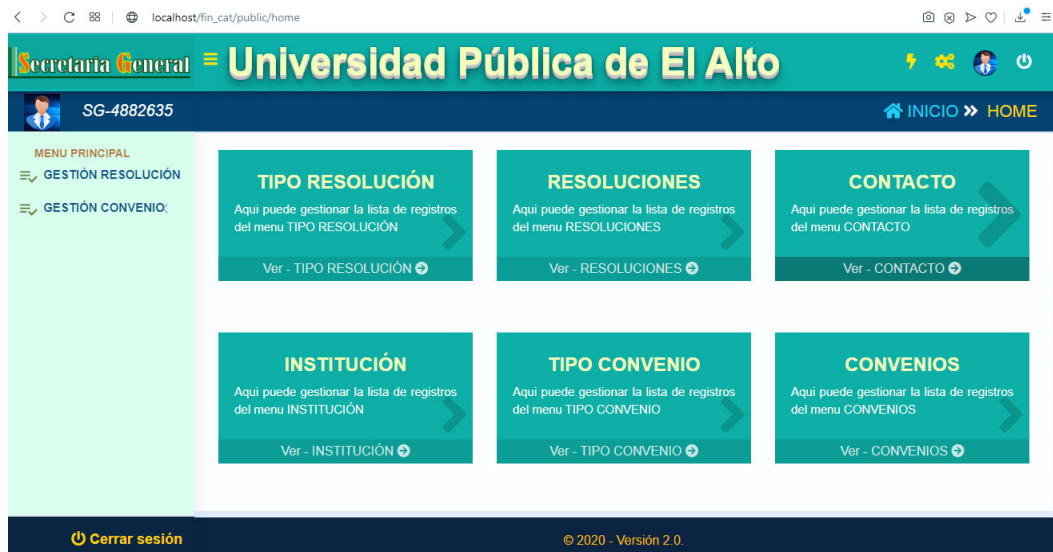 localhost/fin_cat/public/home
Secretaria General
Universidad Pública de El Alto
SG-4882635
INICIO » HOME
MENU PRINCIPAL
GESTIÓN RESOLUCIÓN
GESTIÓN CONVENIO
TIPO RESOLUCIÓN
Aqui puede gestionar la lista de registros
del menu TIPO RESOLUCIÓN
Ver - TIPO RESOLUCIÓN
RESOLUCIONES
Aqui puede gestionar la lista de registros
del menu RESOLUCIONES
Ver - RESOLUCIONES
CONTACTO
Aqui puede gestionar la lista de registros
del menu CONTACTO
Ver - CONTACTO
INSTITUCIÓN
Aqui puede gestionar la lista de registros
del menu INSTITUCIÓN
Ver - INSTITUCIÓN
TIPO CONVENIO
Aqui puede gestionar la lista de registros
del menu TIPO CONVENIO
Ver - TIPO CONVENIO
CONVENIOS
Aqui puede gestionar la lista de registros
del menu CONVENIOS
Ver - CONVENIOS
Cerrar sesión
© 2020 - Versión 2.0.